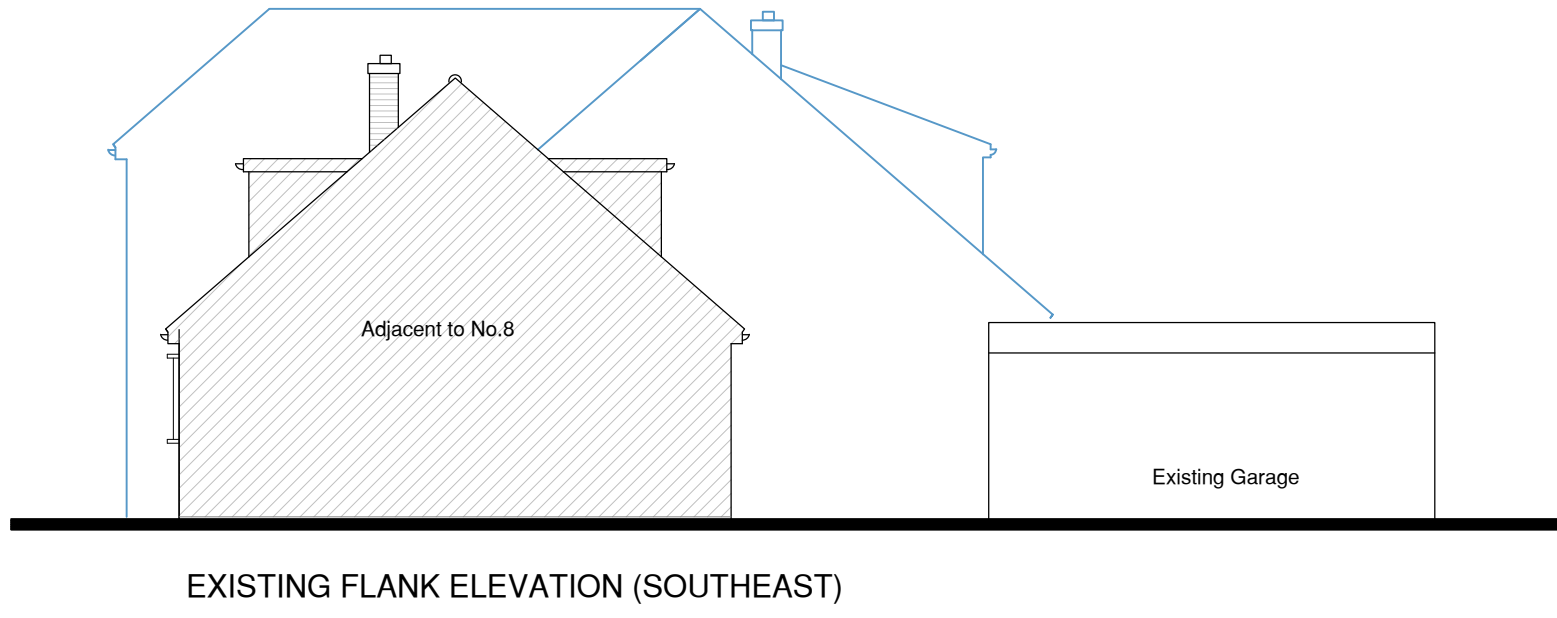 Adjacent to No.8
Existing Garage
EXISTING FLANK ELEVATION (SOUTHEAST)